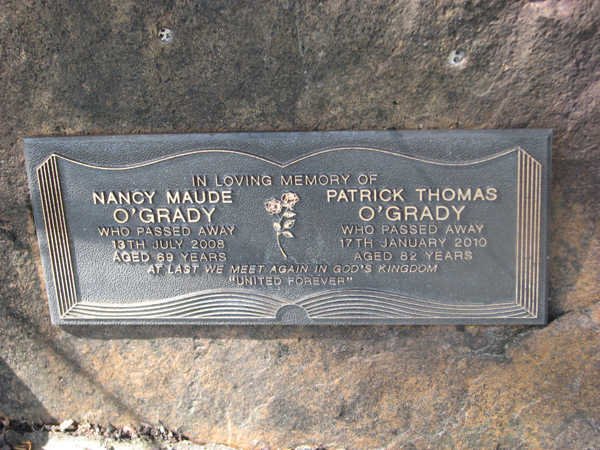 IN LOVING MEMORY OF
NANCY MAUDE
O'GRADY
WHO PASSED AWAY
13TH JULY 2008
AGED 69 YEARS
PATRICK THOMAS
O'GRADY
WHO PASSED AWAY
17TH JANUARY 2010
AGED 82 YEARS
AT LAST WE MEET AGAIN IN GOD'S KINGDOM
"UNITED FOREVER"